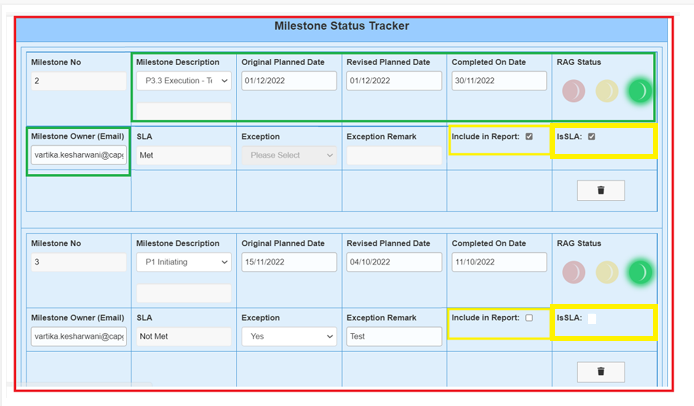 Milestone Status Tracker
Milestone No Milestone Description Original Planned Date Revised Planned Date Completed On Date RAG Status
2 P3.3 Execution - Te 01/12/2022 01/12/2022 30/11/2022
Milestone Owner (Email) SLA Exception Exception Remark Include in Report: IsSLA:
vartika.kesharwani@capg Met Please Select
Milestone No Milestone Description Original Planned Date Revised Planned Date Completed On Date RAG Status
3 P1 Initiating 15/11/2022 04/10/2022 11/10/2022
Milestone Owner (Email) SLA Exception Exception Remark Include in Report: IsSLA:
vartika.kesharwani@capg Not Met Yes Test